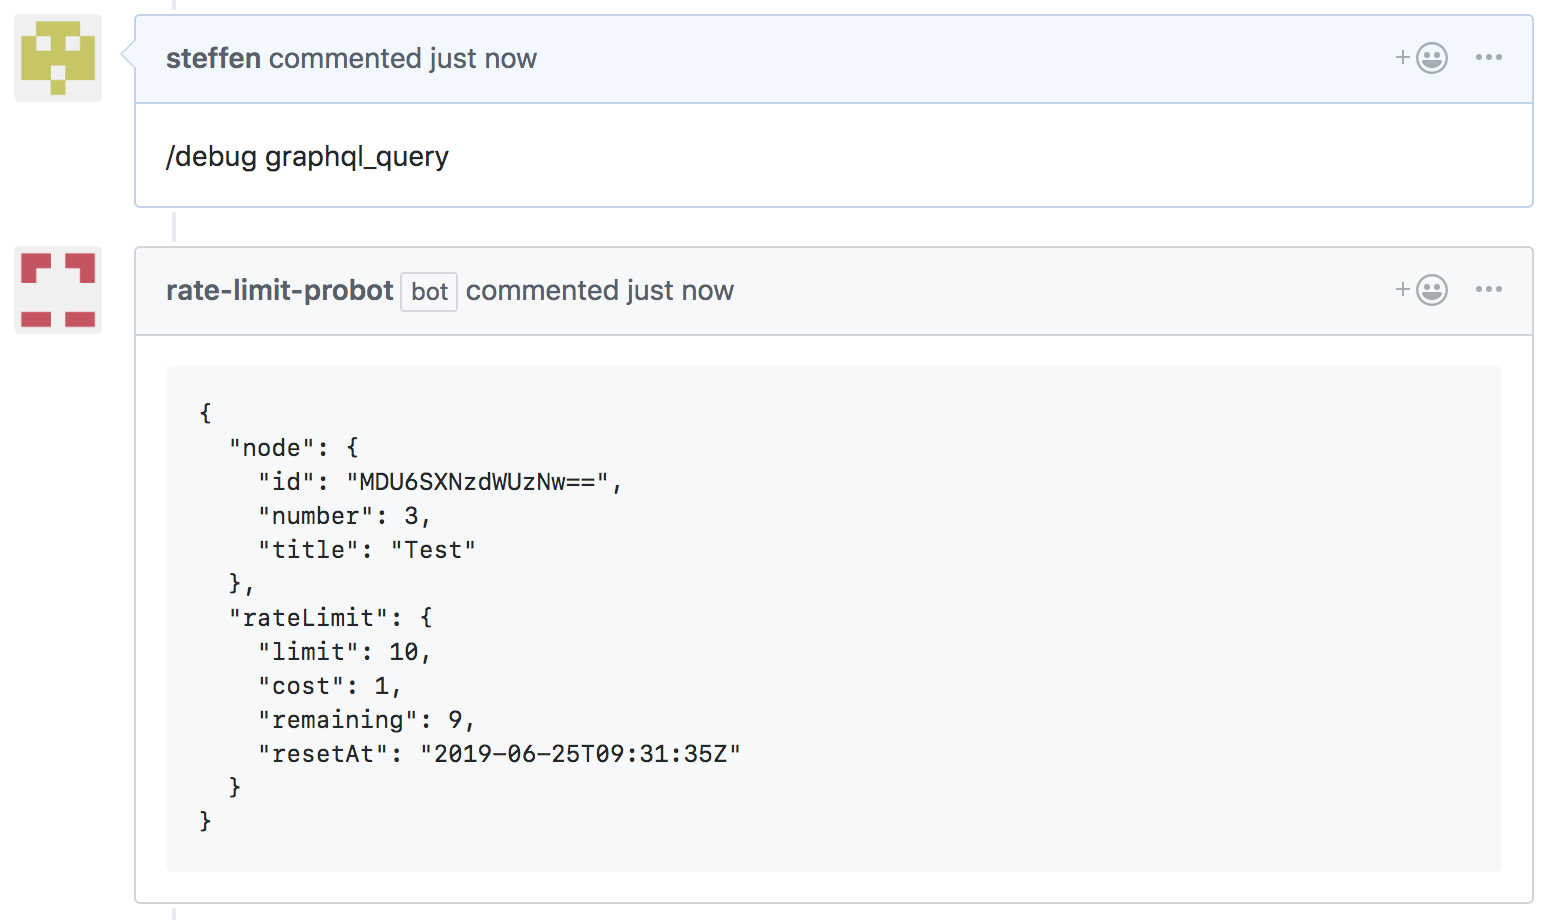 steffen commented just now
/debug graphql_query
rate-limit-probot bot commented just now
{
  "node": {
    "id": "MDU6SXNzdWUzNw==",
    "number": 3,
    "title": "Test"
  },
  "rateLimit": {
    "limit": 10,
    "cost": 1,
    "remaining": 9,
    "resetAt": "2019-06-25T09:31:35Z"
  }
}